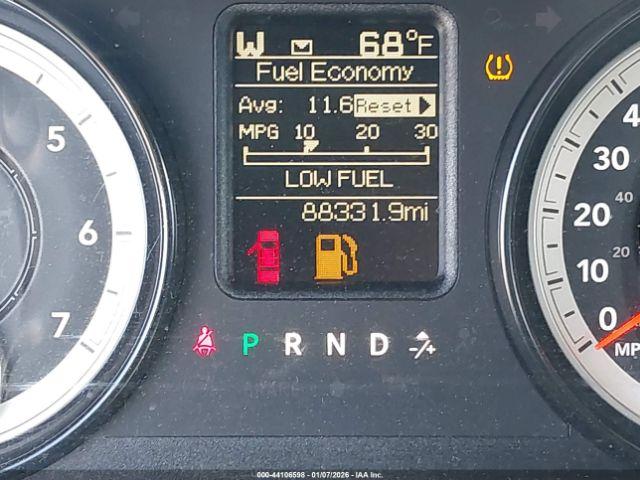 W 68°F
Fuel Economy
Avg: 11.6 Reset
MPG 10 20 30
LOW FUEL
88331.9mi
P R N D -/+
5
6
7
4
30
40
20
20
10
0
MP
000-44106598 - 01/07/2026 - IAA Inc.